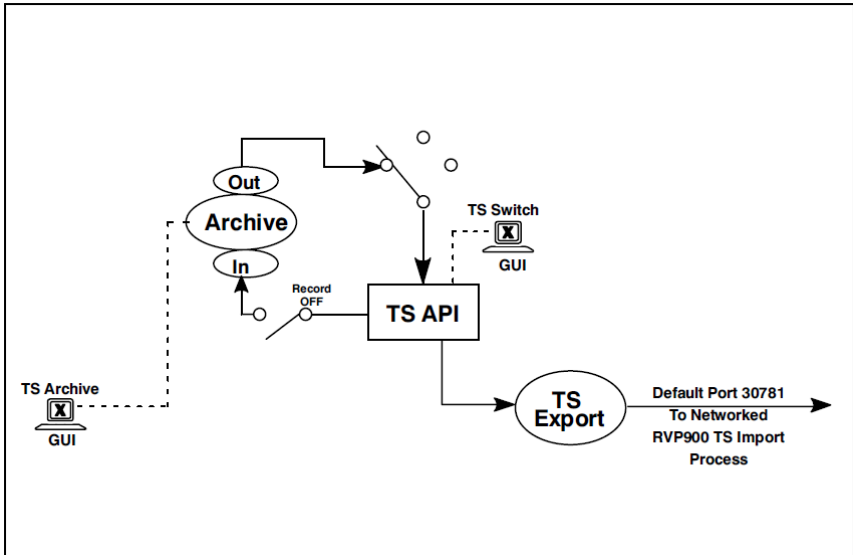 Out
Archive
In
Record
OFF
TS Switch
X
GUI
TS API
TS Archive
X
GUI
TS
Export
Default Port 30781
To Networked
RVP900 TS Import
Process